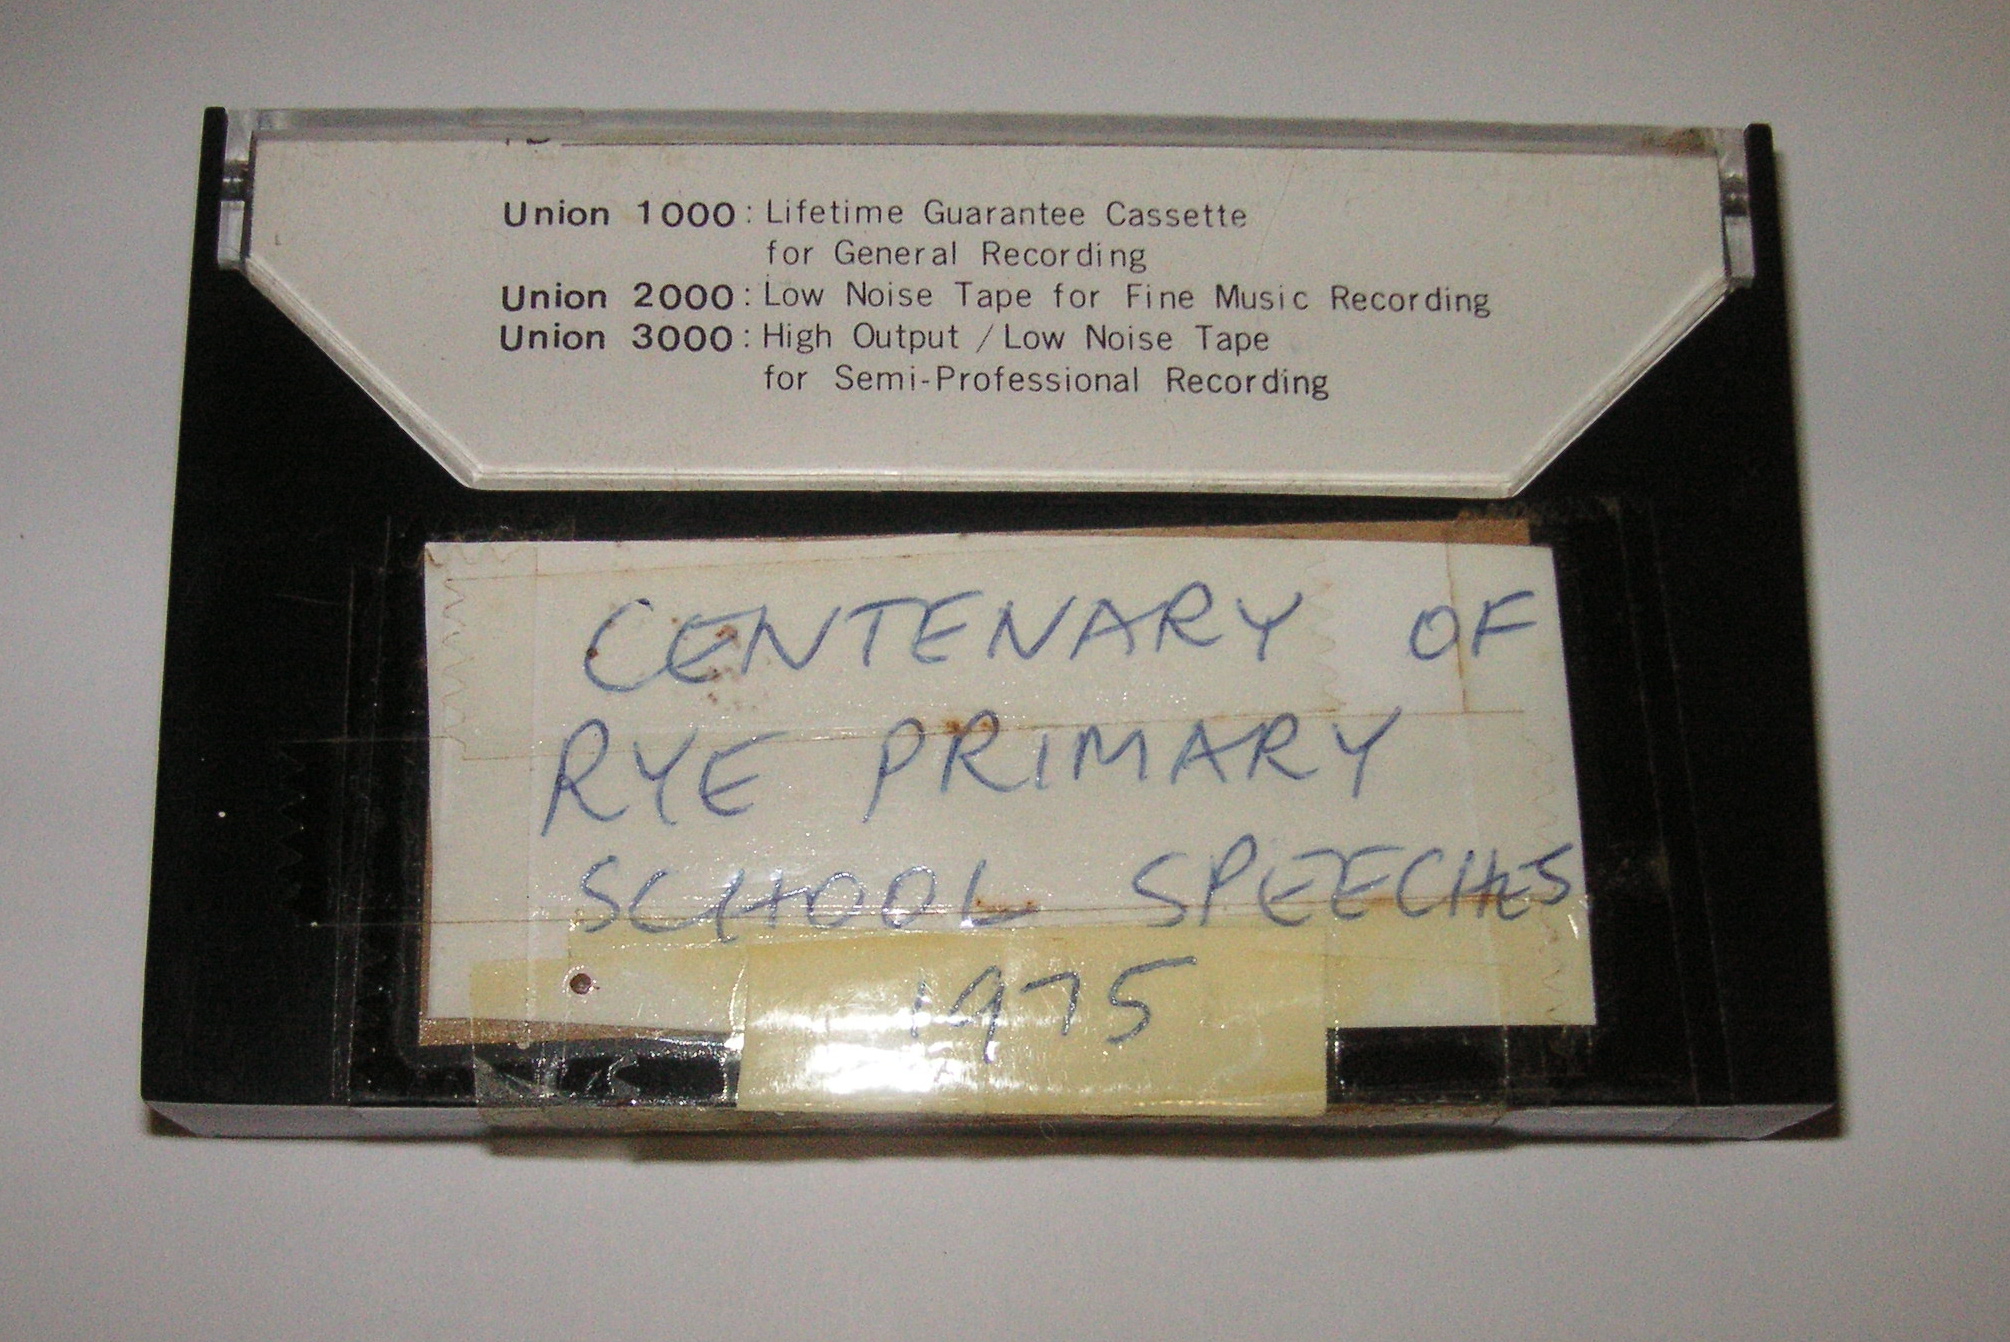 Union 1000: Lifetime Guarantee Cassette
for General Recording
Union 2000: Low Noise Tape for Fine Music Recording
Union 3000: High Output / Low Noise Tape
for Semi-Professional Recording
CENTENARY OF
RYE PRIMARY
SCHOOL SPEECHES
1975